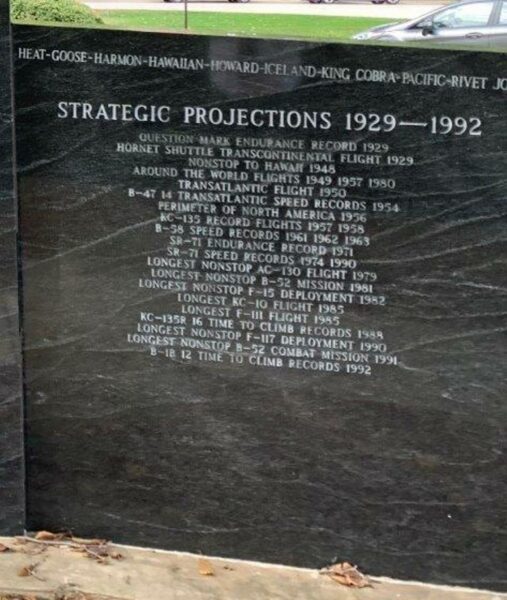 HEAT-GOOSE-HARMON-HAWAIIAN-HOWARD-ICELAND-KING COBRA-PACIFIC-RIVET JO
STRATEGIC PROJECTIONS 1929—1992
QUESTION MARK ENDURANCE RECORD 1929
HORNET SHUTTLE TRANSCONTINENTAL FLIGHT 1929
NONSTOP TO HAWAII 1948
AROUND THE WORLD FLIGHTS 1949 1957 1980
TRANSATLANTIC FLIGHT 1950
B-47 14 TRANSATLANTIC SPEED RECORDS 1954
PERIMETER OF NORTH AMERICA 1956
KC-135 RECORD FLIGHTS 1957 1958
B-58 SPEED RECORDS 1961 1962 1963
SR-71 ENDURANCE RECORD 1971
SR-71 SPEED RECORDS 1974 1990
LONGEST NONSTOP AC-130 FLIGHT 1979
LONGEST NONSTOP B-52 MISSION 1981
LONGEST NONSTOP F-15 DEPLOYMENT 1982
LONGEST KC-10 FLIGHT 1985
LONGEST F-111 FLIGHT 1985
KC-135R 16 TIME TO CLIMB RECORDS 1988
LONGEST NONSTOP F-117 DEPLOYMENT 1990
LONGEST NONSTOP B-52 COMBAT MISSION 1991
B-1B 12 TIME TO CLIMB RECORDS 1992